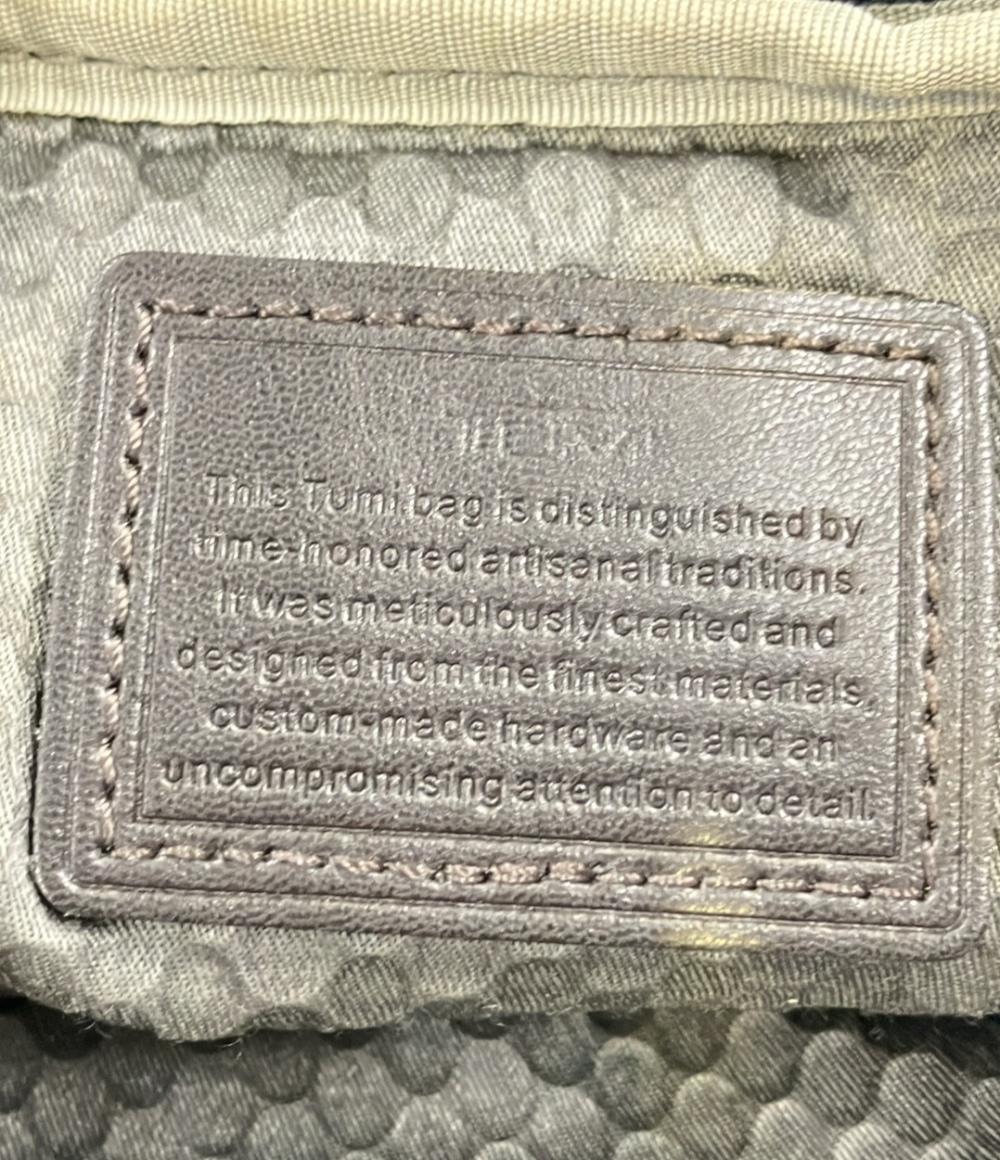 TUMI
This Tumi bag is distinguished by
time-honored artisanal traditions.
It was meticulously crafted and
designed from the finest materials,
custom-made hardware and an
uncompromising attention to detail.